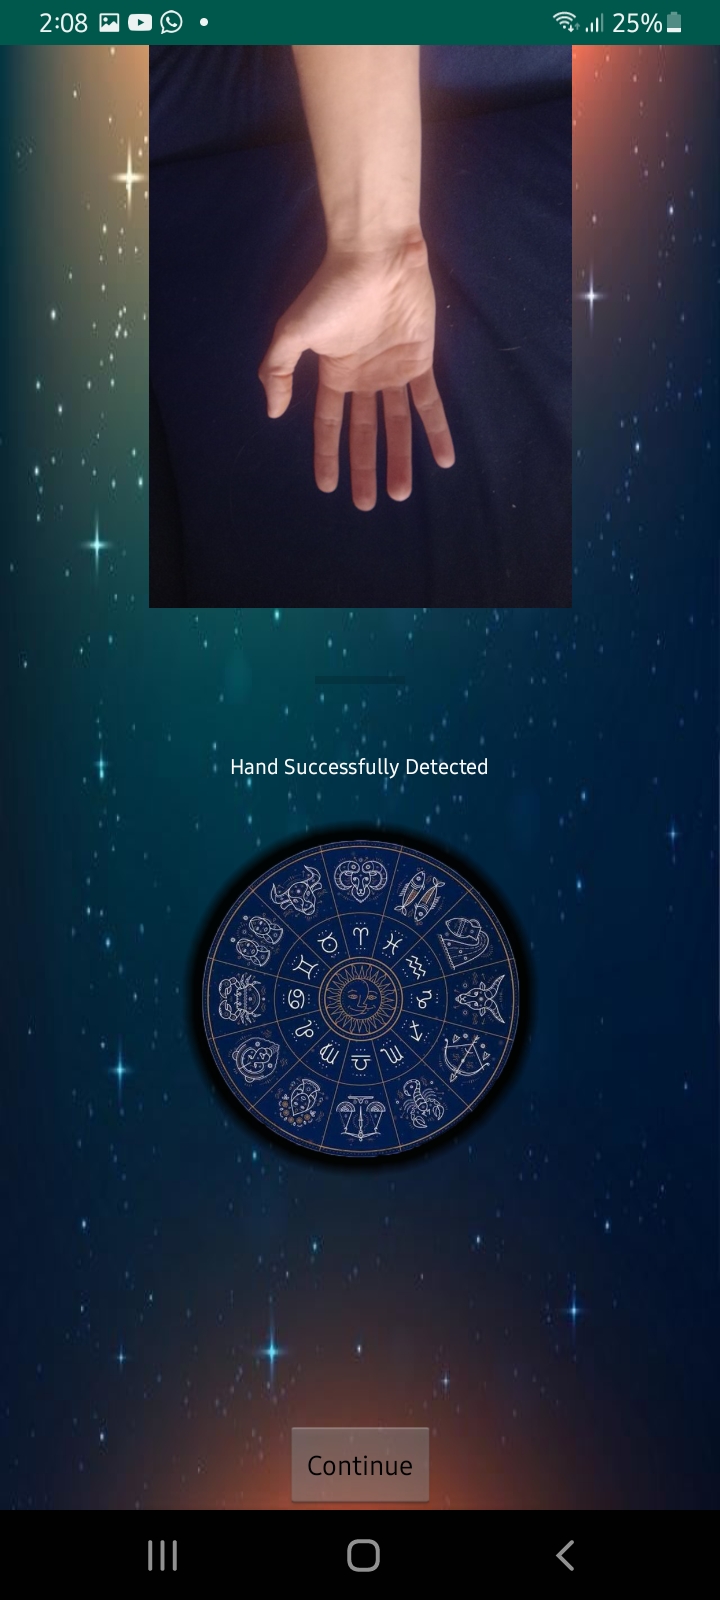 2:08 25%
Hand Successfully Detected
♈ ♓ ♒ ♑ ♐ ♏ ♎ ♍ ♌ ♋ ♊ ♉
Continue